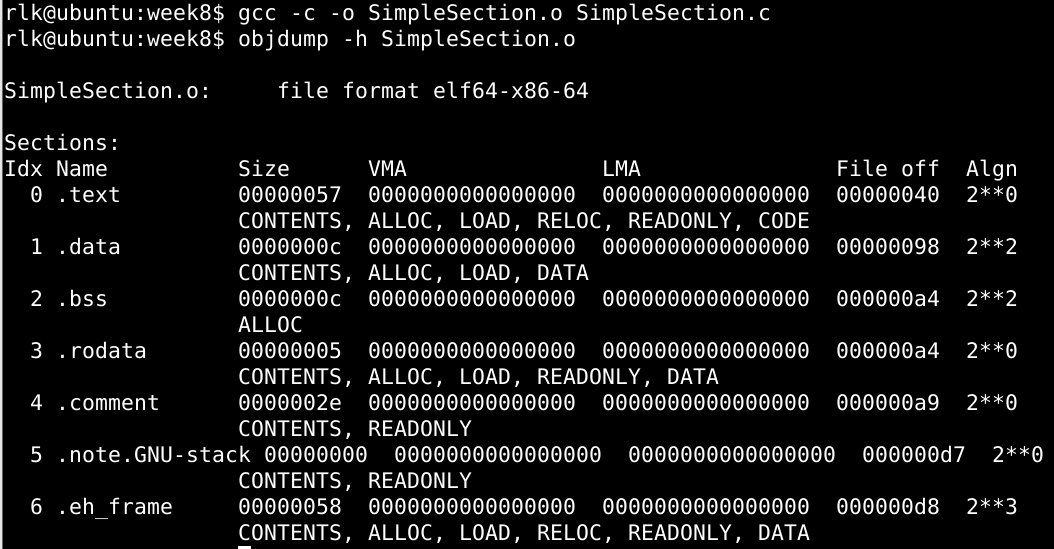 rlk@ubuntu:week8$ gcc -c -o SimpleSection.o SimpleSection.c
rlk@ubuntu:week8$ objdump -h SimpleSection.o
SimpleSection.o:     file format elf64-x86-64
Sections:
Idx Name          Size      VMA               LMA               File off  Algn
  0 .text         00000057  0000000000000000  0000000000000000  00000040  2**0
                  CONTENTS, ALLOC, LOAD, RELOC, READONLY, CODE
  1 .data         0000000c  0000000000000000  0000000000000000  00000098  2**2
                  CONTENTS, ALLOC, LOAD, DATA
  2 .bss          0000000c  0000000000000000  0000000000000000  000000a4  2**2
                  ALLOC
  3 .rodata       00000005  0000000000000000  0000000000000000  000000a4  2**0
                  CONTENTS, ALLOC, LOAD, READONLY, DATA
  4 .comment      0000002e  0000000000000000  0000000000000000  000000a9  2**0
                  CONTENTS, READONLY
  5 .note.GNU-stack 00000000  0000000000000000  0000000000000000  000000d7  2**0
                  CONTENTS, READONLY
  6 .eh_frame     00000058  0000000000000000  0000000000000000  000000d8  2**3
                  CONTENTS, ALLOC, LOAD, RELOC, READONLY, DATA